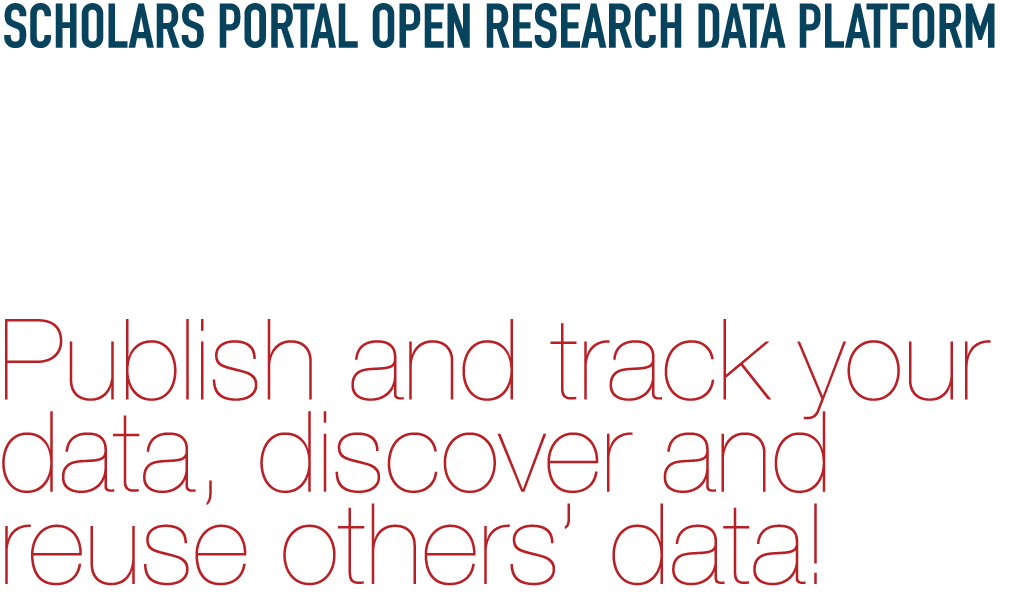 SCHOLARS PORTAL OPEN RESEARCH DATA PLATFORM
Publish and track your
data, discover and
reuse others’ data!